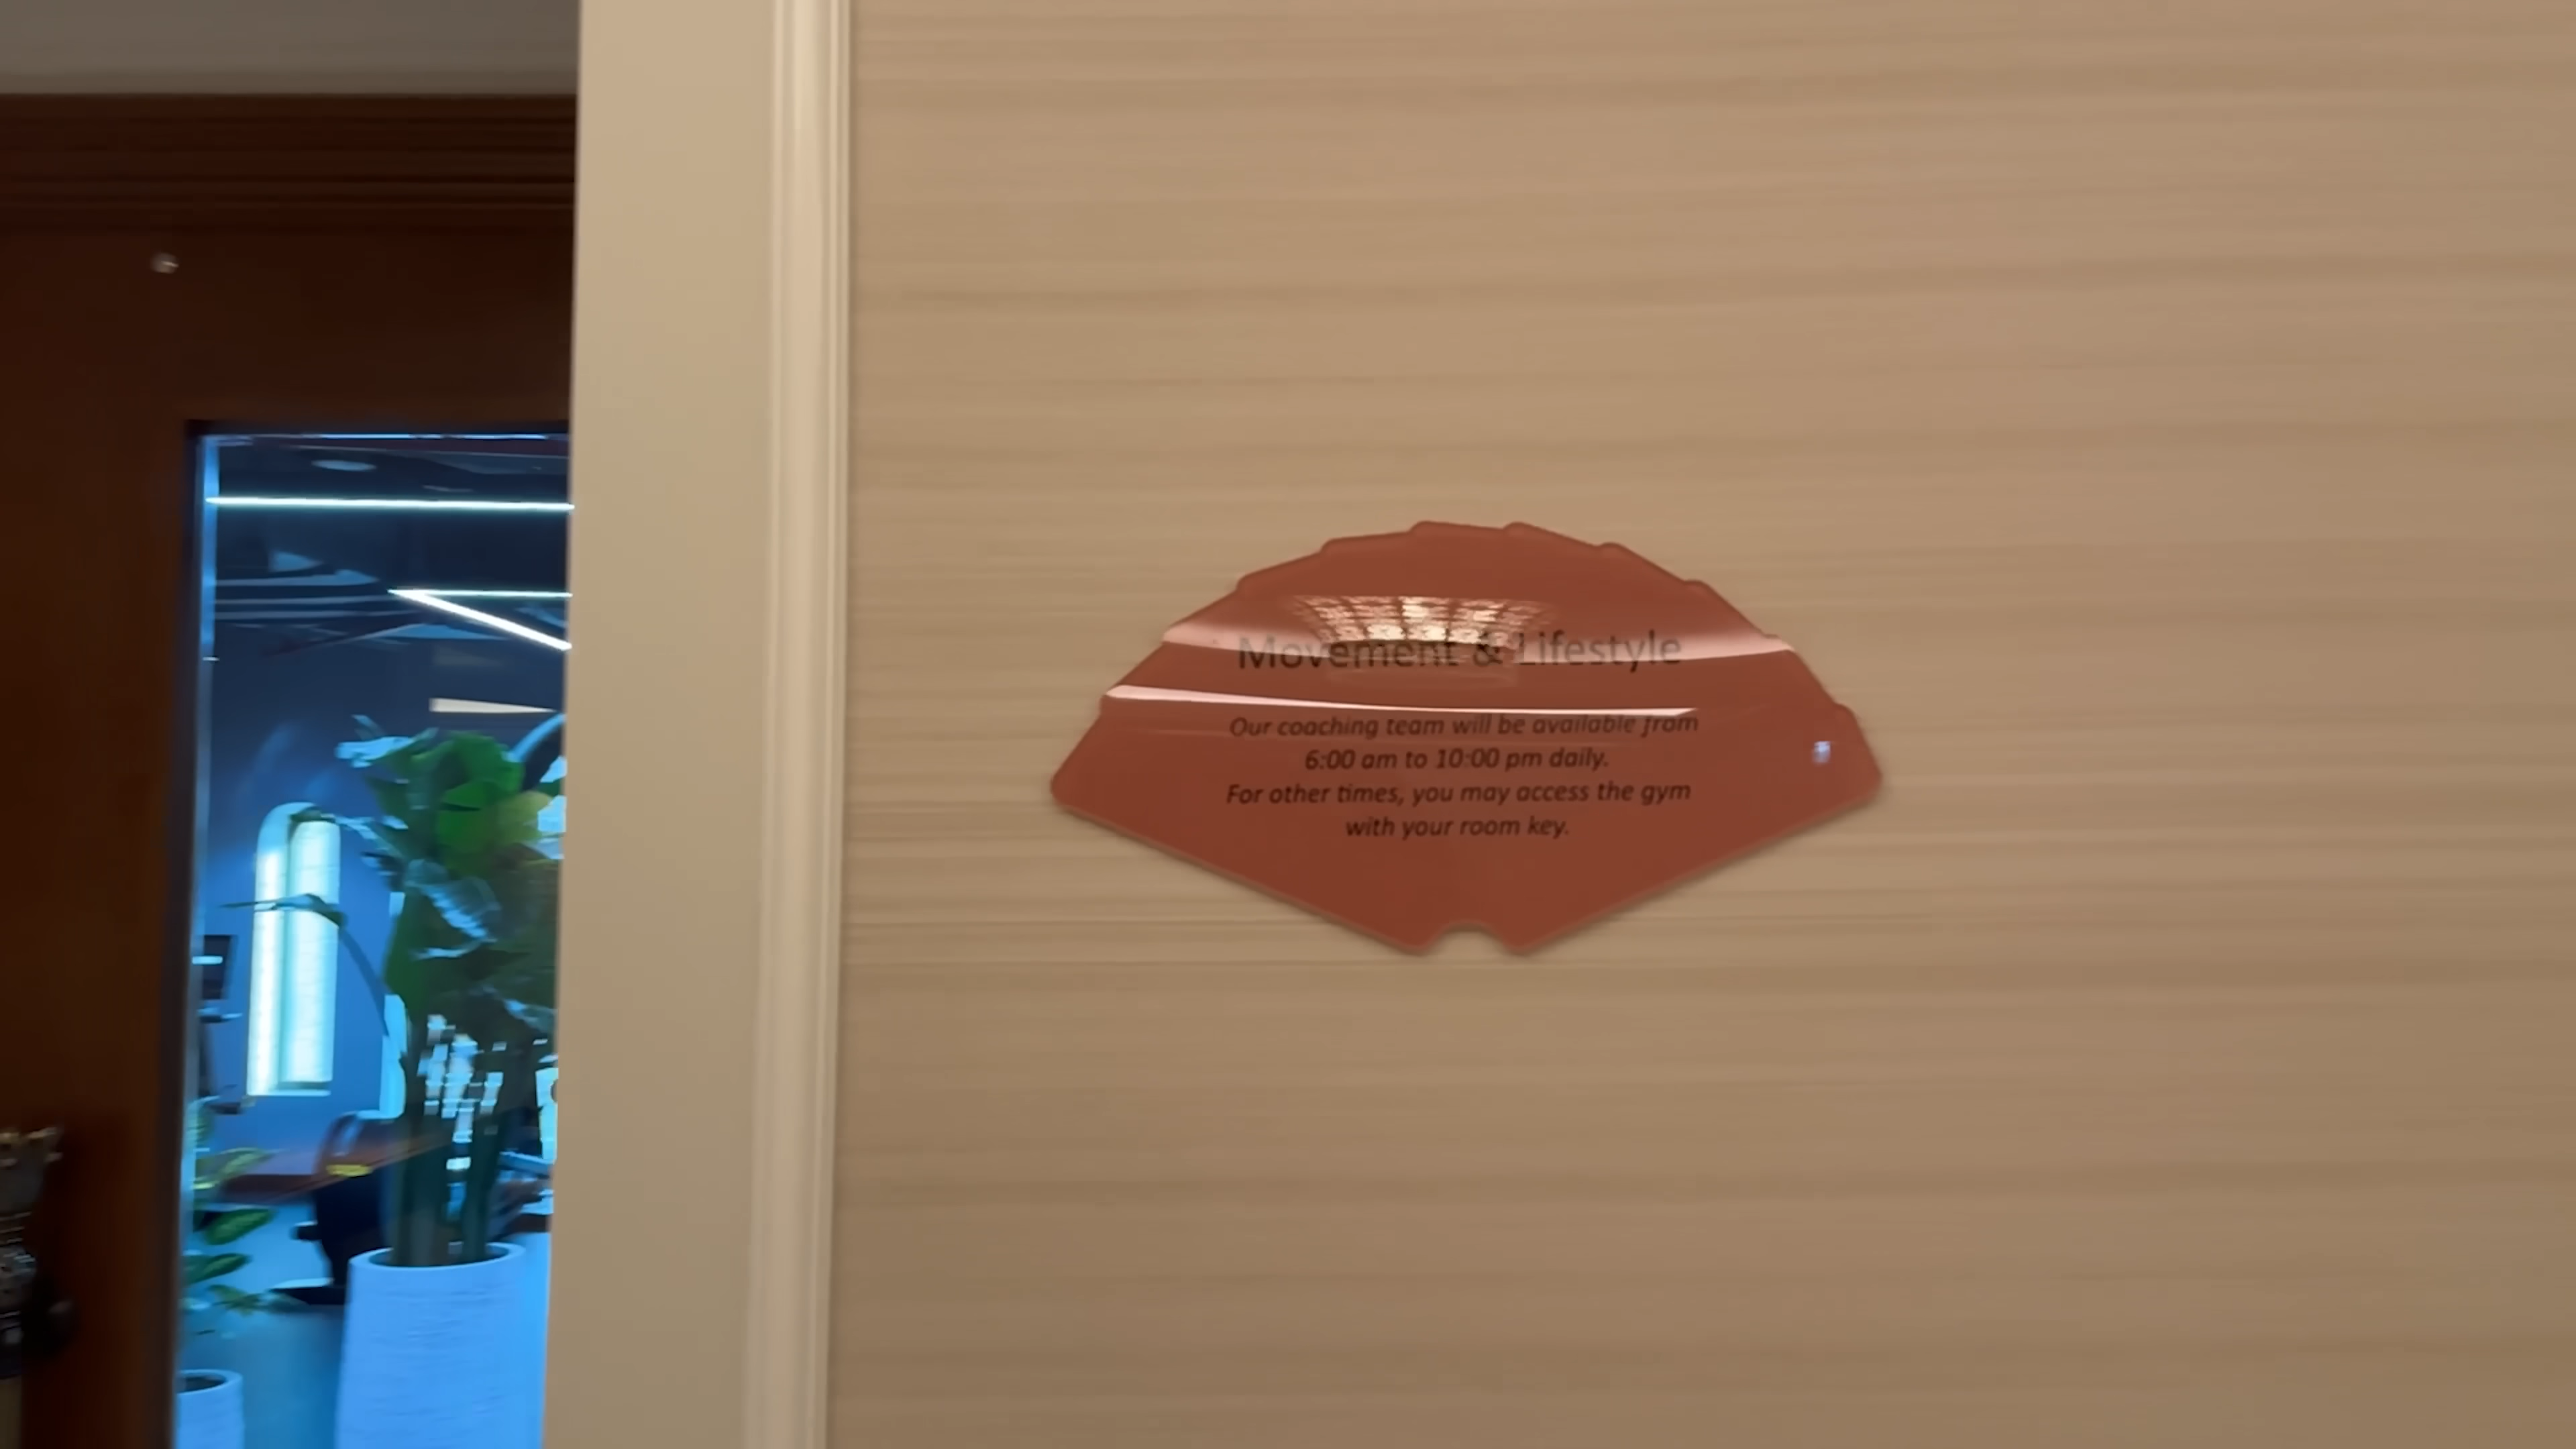 Movement & Lifestyle
Our coaching team will be available from
6:00 am to 10:00 pm daily.
For other times, you may access the gym
with your room key.